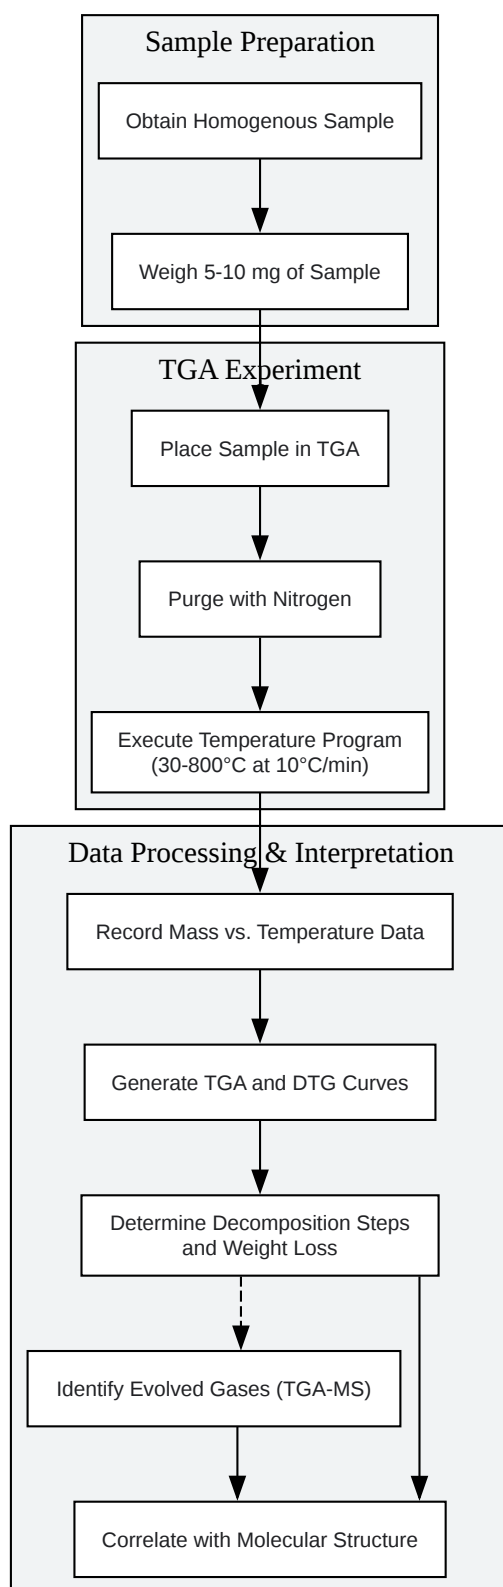 Sample Preparation
Obtain Homogenous Sample
Weigh 5-10 mg of Sample
TGA Experiment
Place Sample in TGA
Purge with Nitrogen
Execute Temperature Program
(30-800°C at 10°C/min)
Data Processing & Interpretation
Record Mass vs. Temperature Data
Generate TGA and DTG Curves
Determine Decomposition Steps
and Weight Loss
Identify Evolved Gases (TGA-MS)
Correlate with Molecular Structure